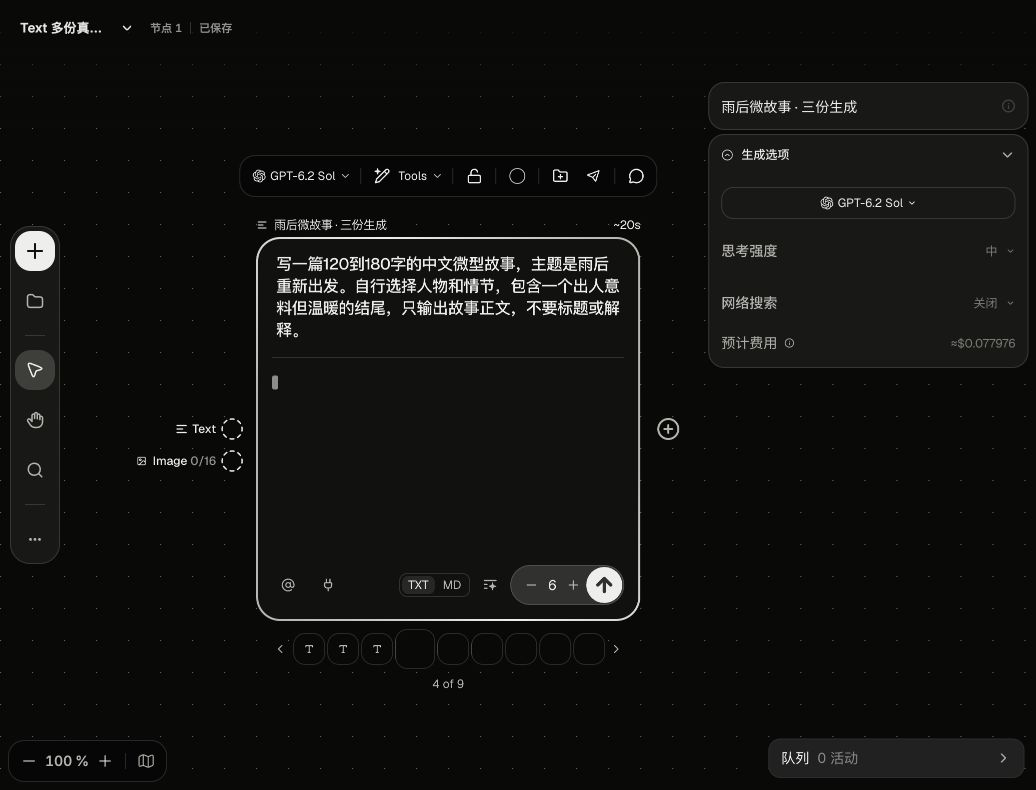 Text 多份真...
节点 1
已保存
雨后微故事 · 三份生成
生成选项
GPT-6.2 Sol
思考强度
中
网络搜索
关闭
预计费用
≈$0.077976
GPT-6.2 Sol
Tools
雨后微故事 · 三份生成
~20s
写一篇120到180字的中文微型故事，主题是雨后
重新出发。自行选择人物和情节，包含一个出人意
料但温暖的结尾，只输出故事正文，不要标题或解
释。
Text
Image 0/16
TXT
MD
6
T
T
T
4 of 9
100 %
队列 0 活动